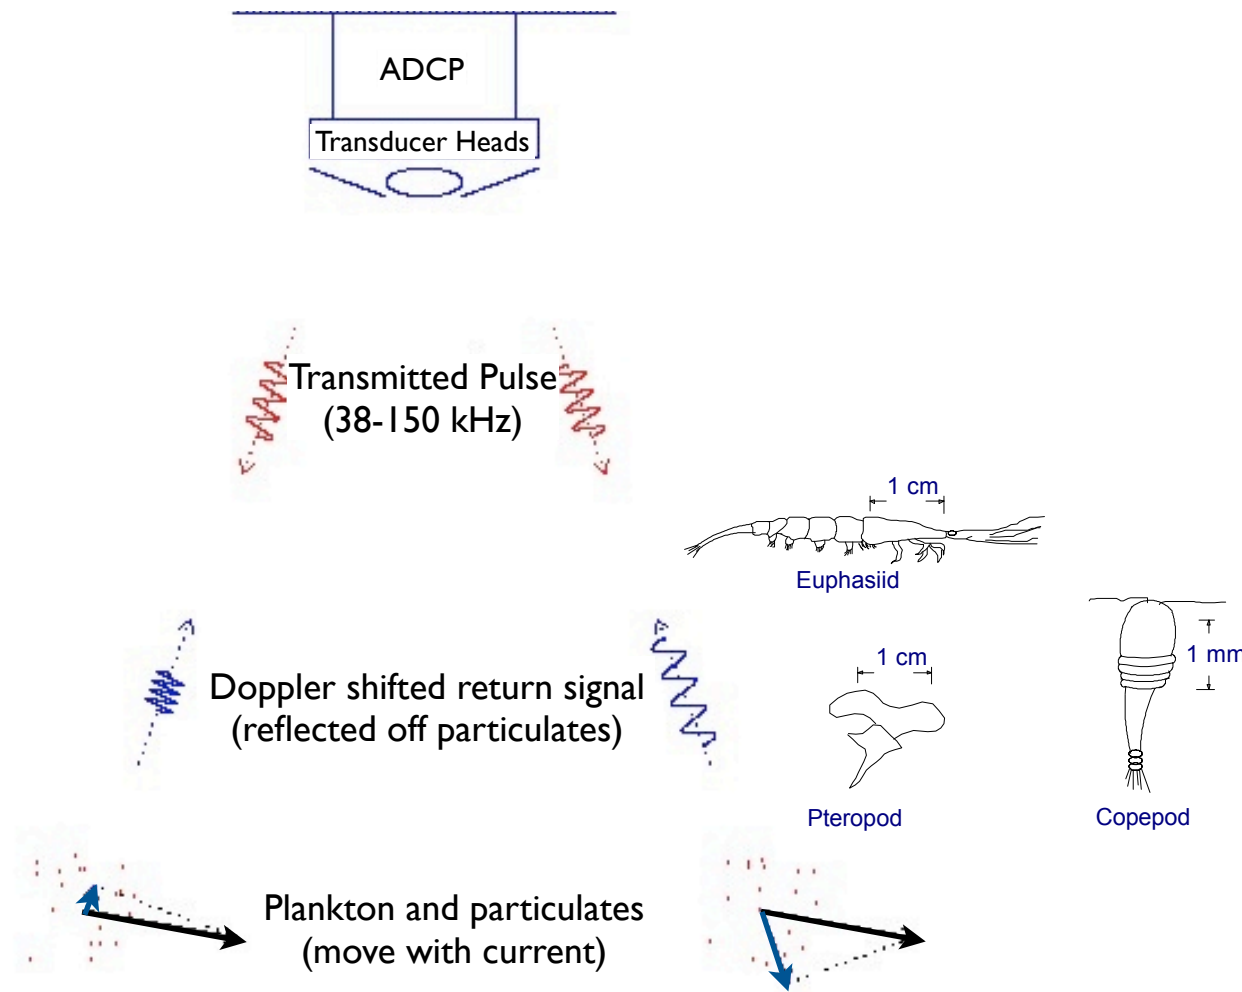 ADCP
Transducer Heads
Transmitted Pulse
(38-150 kHz)
1 cm
Euphasiid
1 mm
1 cm
Doppler shifted return signal
(reflected off particulates)
Pteropod
Copepod
Plankton and particulates
(move with current)